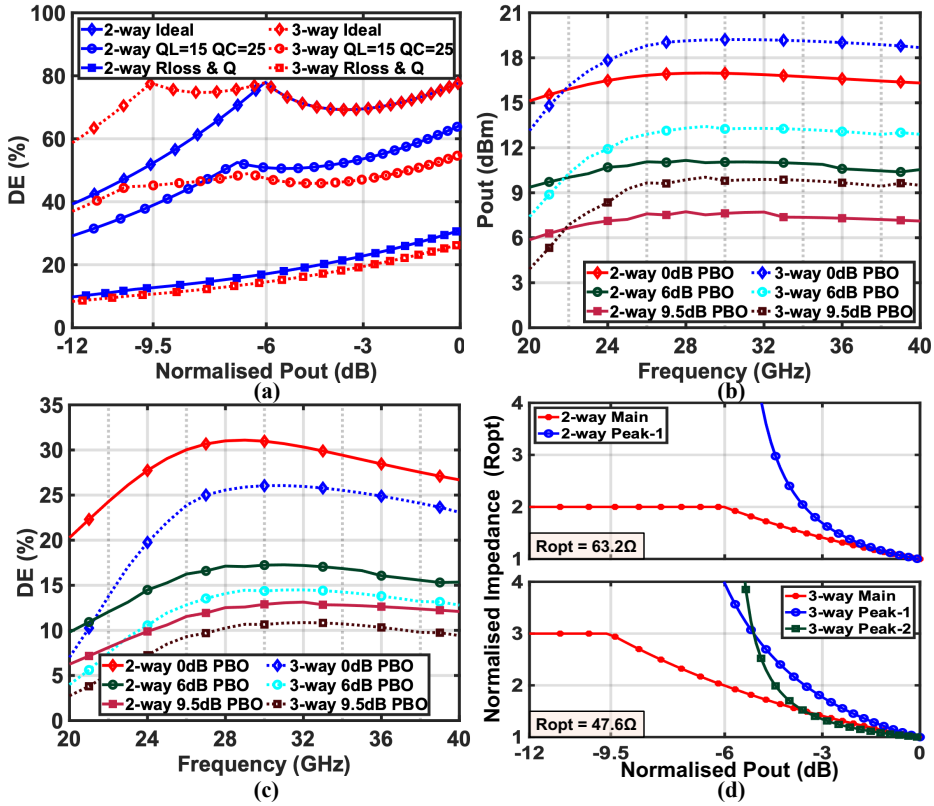 2-way Ideal
3-way Ideal
2-way QL=15 QC=25
3-way QL=15 QC=25
2-way Rloss & Q
3-way Rloss & Q
100
80
60
40
20
0
DE (%)
-12
-9.5
-6
-3
0
Normalised Pout (dB)
(a)
21
18
15
12
9
6
3
0
Pout (dBm)
2-way 0dB PBO
3-way 0dB PBO
2-way 6dB PBO
3-way 6dB PBO
2-way 9.5dB PBO
3-way 9.5dB PBO
20
24
28
32
36
40
Frequency (GHz)
(b)
35
30
25
20
15
10
5
0
DE (%)
2-way 0dB PBO
3-way 0dB PBO
2-way 6dB PBO
3-way 6dB PBO
2-way 9.5dB PBO
3-way 9.5dB PBO
20
24
28
32
36
40
Frequency (GHz)
(c)
Normalised Impedance (Ropt)
4
3
2
1
2-way Main
2-way Peak-1
Ropt = 63.2Ω
4
3
2
1
3-way Main
3-way Peak-1
3-way Peak-2
Ropt = 47.6Ω
-12
-9.5
-6
-3
0
Normalised Pout (dB)
(d)